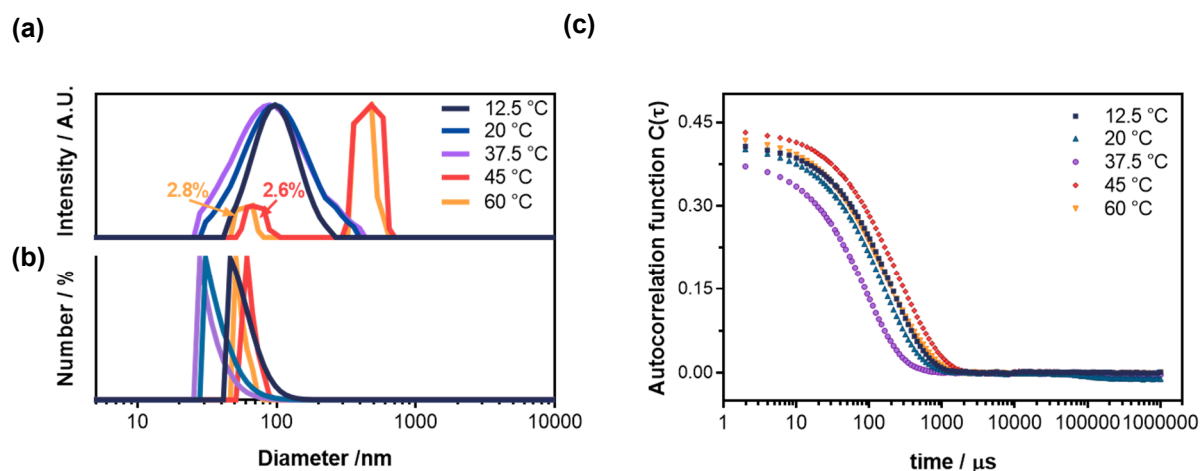 (a)
Intensity / A.U.
12.5 °C
20 °C
37.5 °C
45 °C
60 °C
2.8%
2.6%
(b)
Number / %
10
100
1000
10000
Diameter /nm
(c)
Autocorrelation function C(τ)
0.45
0.30
0.15
0.00
12.5 °C
20 °C
37.5 °C
45 °C
60 °C
1
10
100
1000
10000
100000
1000000
time / μs